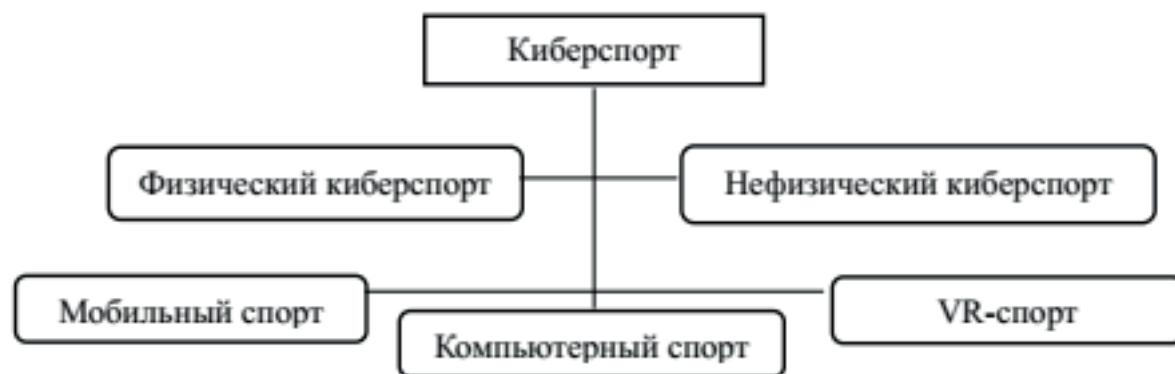 Киберспорт
Физический киберспорт
Нефизический киберспорт
Мобильный спорт
Компьютерный спорт
VR-спорт